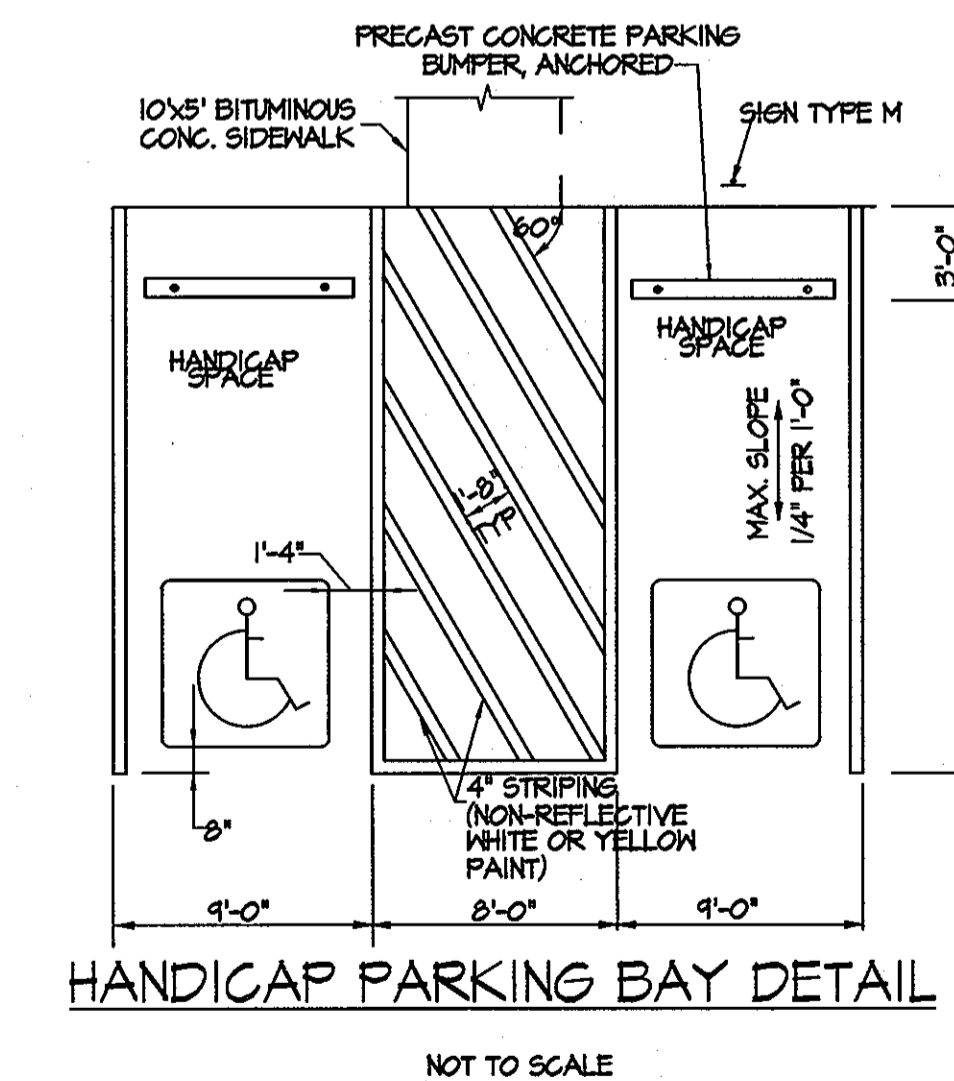 PRECAST CONCRETE PARKING
BUMPER, ANCHORED
10'x5' BITUMINOUS
CONC. SIDEWALK
SIGN TYPE M
60°
3'-0"
HANDICAP
SPACE
HANDICAP
SPACE
MAX. SLOPE
1/4" PER 1'-0"
1'-8"
TYP
1'-4"
4" STRIPING
(NON-REFLECTIVE
WHITE OR YELLOW
PAINT)
8"
9'-0"
8'-0"
9'-0"
HANDICAP PARKING BAY DETAIL
NOT TO SCALE